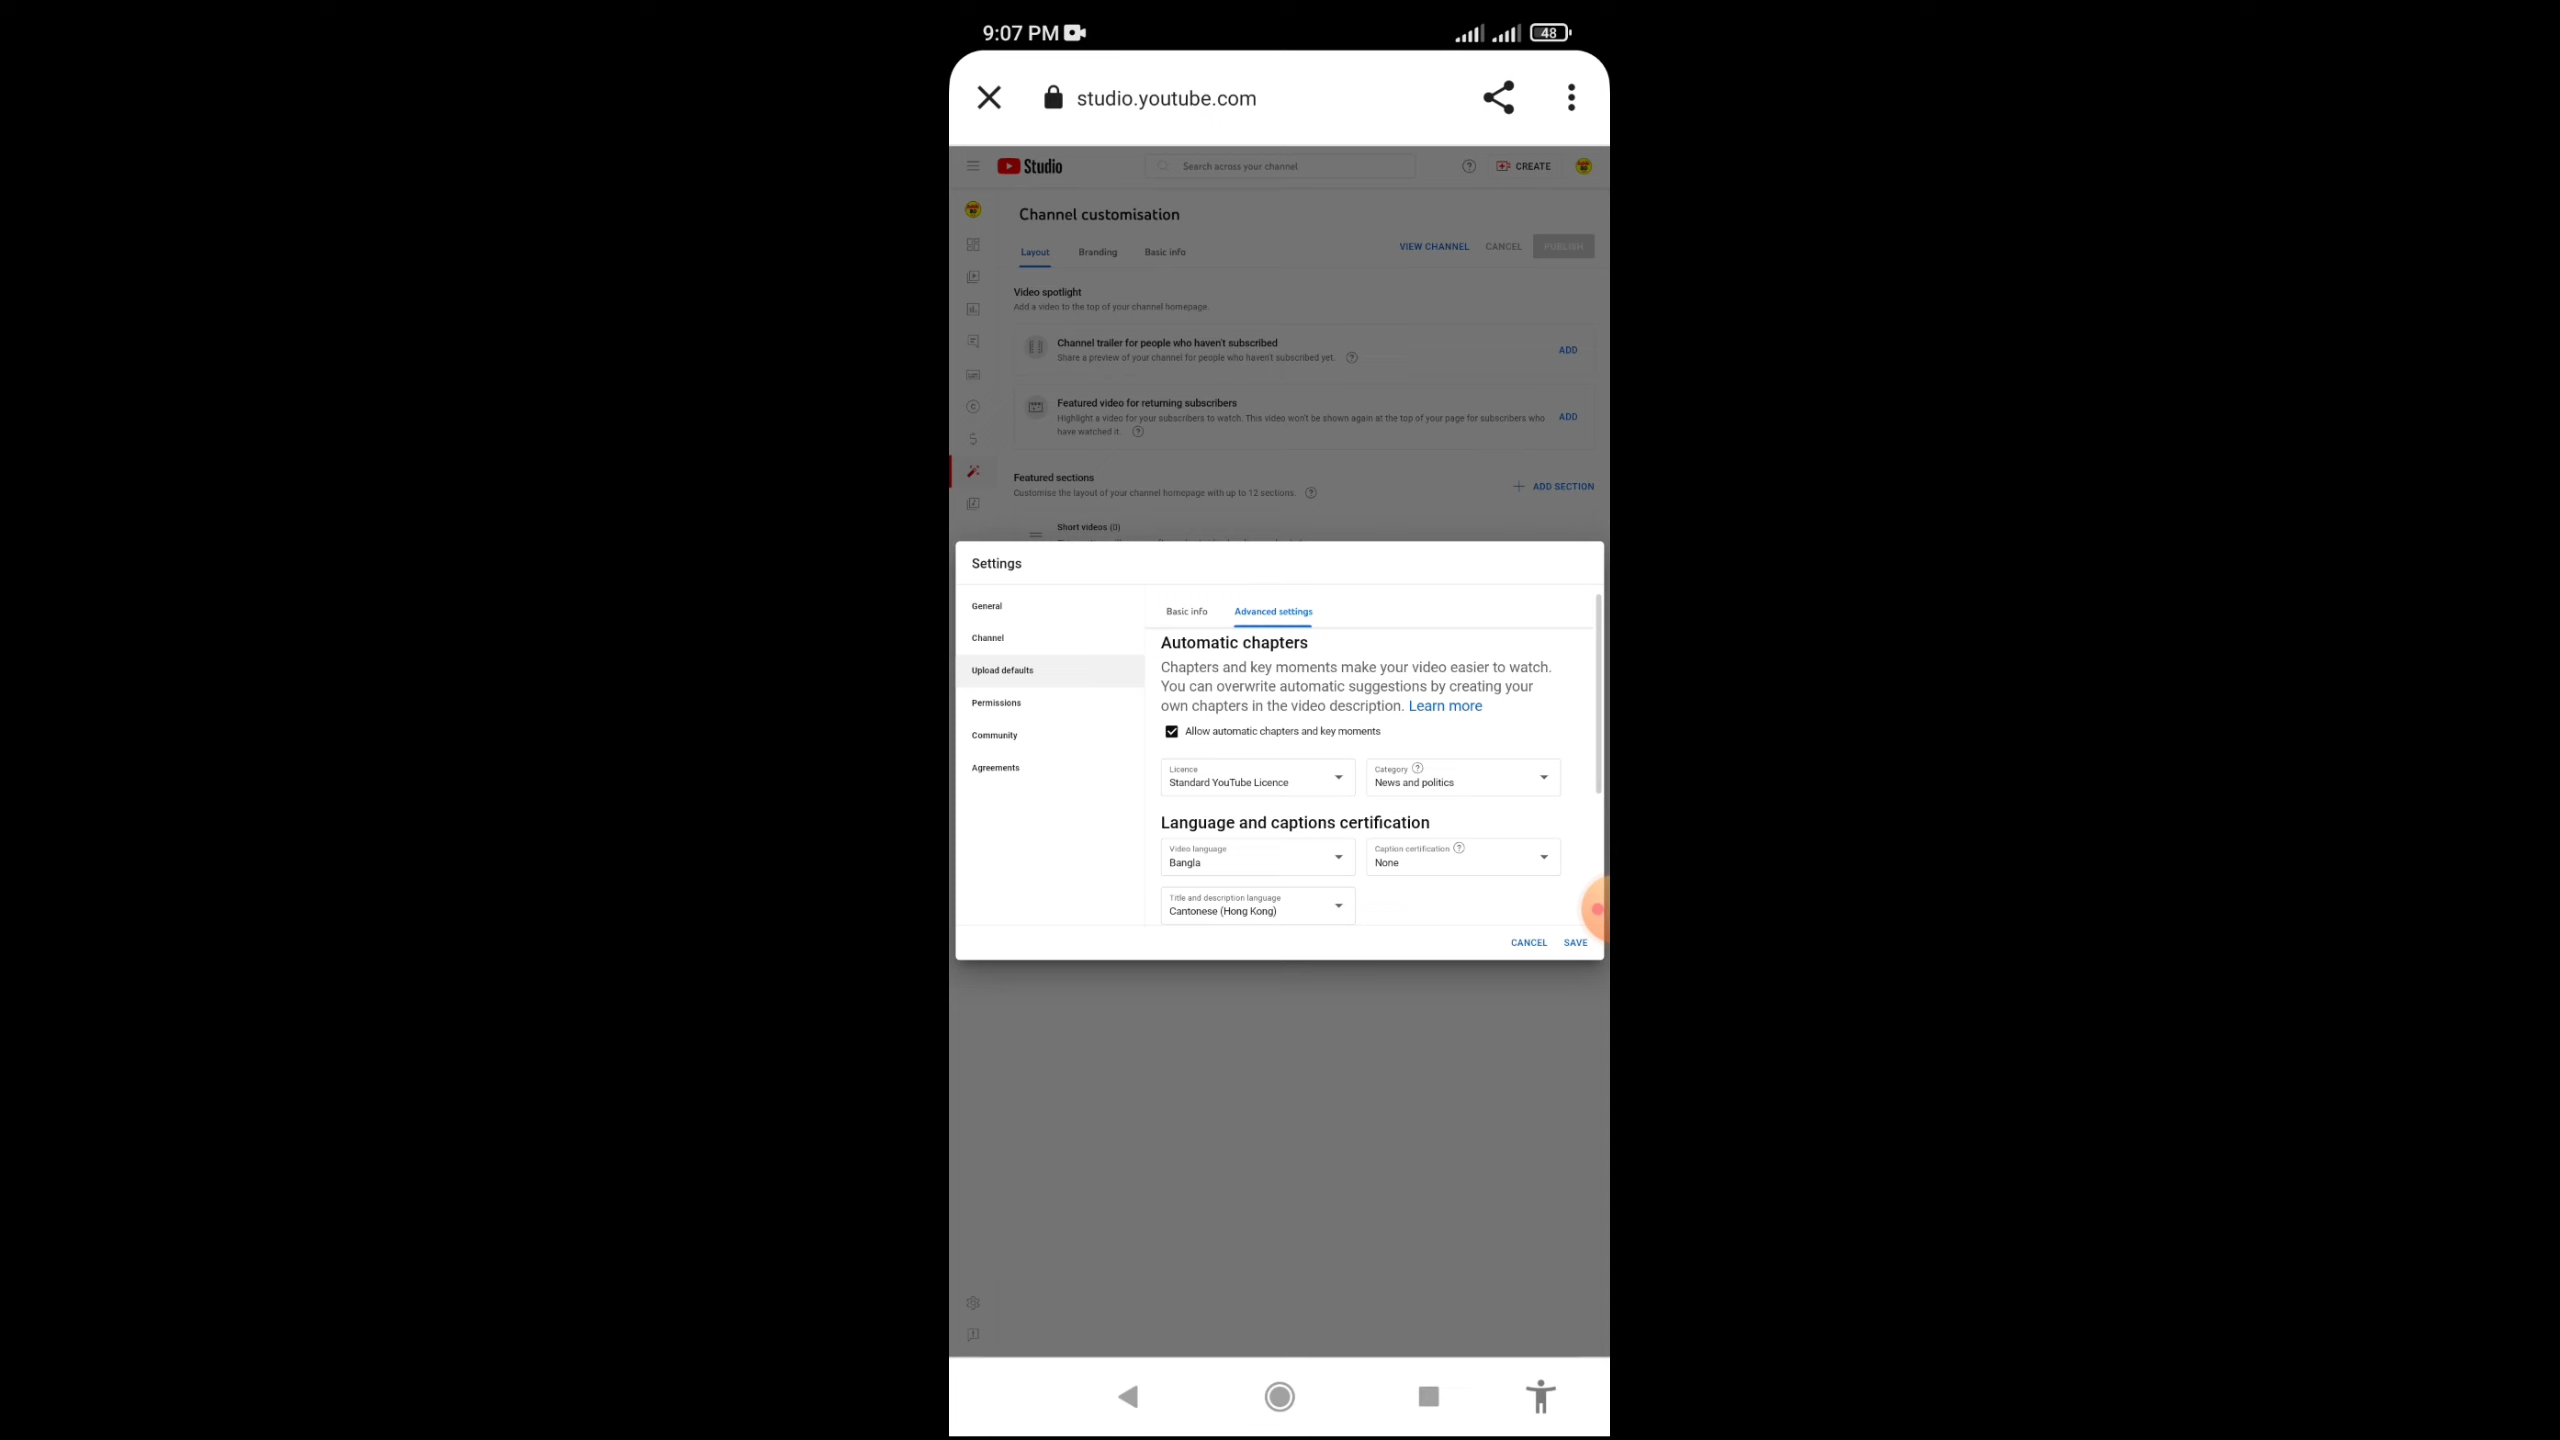 9:07 PM
48
studio.youtube.com
Studio
Search across your channel
CREATE
Channel customisation
Layout Branding Basic info
VIEW CHANNEL CANCEL PUBLISH
Video spotlight
Add a video to the top of your channel homepage.
Channel trailer for people who haven't subscribed
Share a preview of your channel for people who haven't subscribed yet.
ADD
Featured video for returning subscribers
Highlight a video for your subscribers to watch. This video won't be shown again at the top of your page for subscribers who
have watched it.
ADD
Featured sections
Customise the layout of your channel homepage with up to 12 sections.
ADD SECTION
Short videos (0)
Settings
General
Channel
Upload defaults
Permissions
Community
Agreements
Basic info Advanced settings
Automatic chapters
Chapters and key moments make your video easier to watch.
You can overwrite automatic suggestions by creating your
own chapters in the video description. Learn more
Allow automatic chapters and key moments
Licence
Standard YouTube Licence
Category
News and politics
Language and captions certification
Video language
Bangla
Caption certification
None
Title and description language
Cantonese (Hong Kong)
CANCEL SAVE